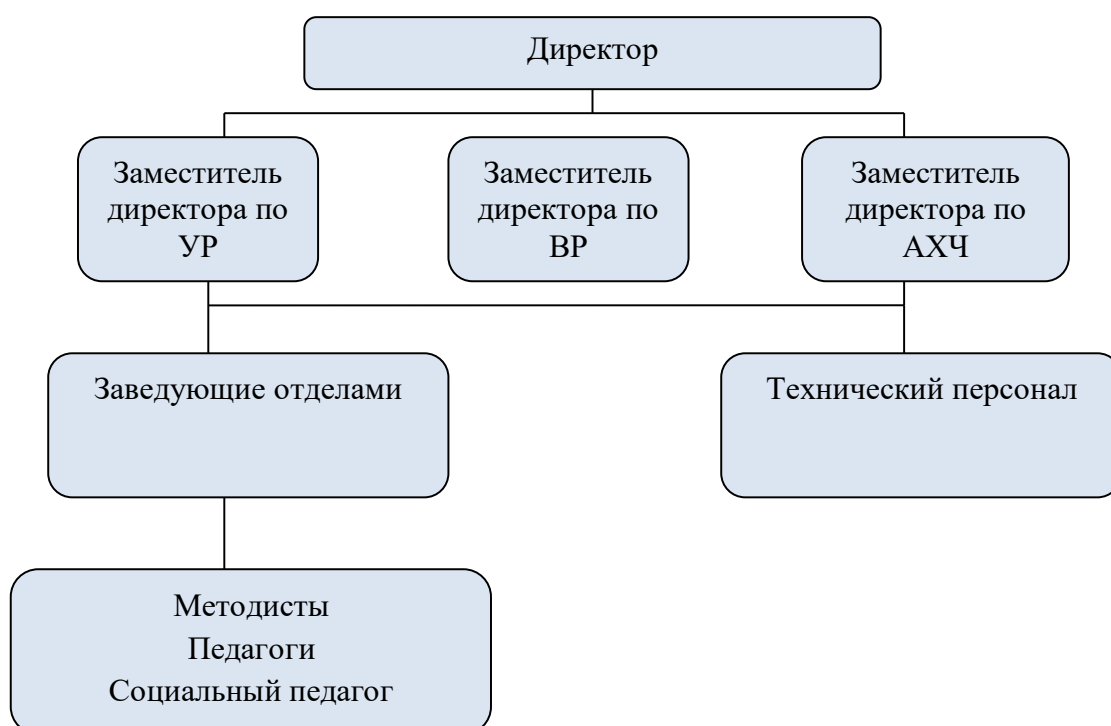 Директор
Заместитель
директора по
УР
Заместитель
директора по
ВР
Заместитель
директора по
АХЧ
Заведующие отделами
Технический персонал
Методисты
Педагоги
Социальный педагог